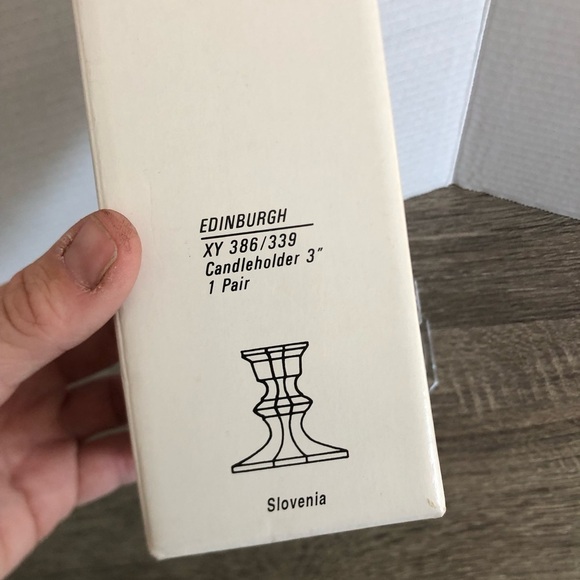 EDINBURGH
XY 386/339
Candleholder 3"
1 Pair
Slovenia